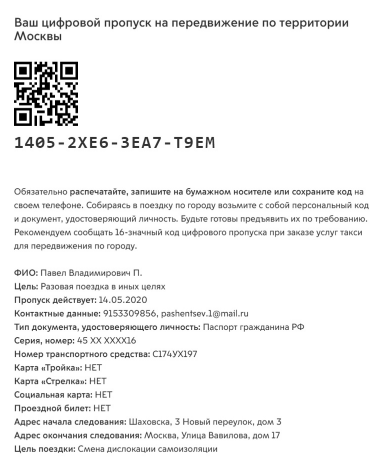 Ваш цифровой пропуск на передвижение по территории
Москвы
1405-2XE6-3EA7-T9EM
Обязательно распечатайте, запишите на бумажном носителе или сохраните код на
своем телефоне. Собираясь в поездку по городу возьмите с собой персональный код
и документ, удостоверяющий личность. Будьте готовы предъявить их по требованию.
Рекомендуем сообщать 16-значный код цифрового пропуска при заказе услуг такси
для передвижения по городу.
ФИО: Павел Владимирович П.
Цель: Разовая поездка в иных целях
Пропуск действует: 14.05.2020
Контактные данные: 9153309856, pashentsev.1@mail.ru
Тип документа, удостоверяющего личность: Паспорт гражданина РФ
Серия, номер: 45 XX XXXX16
Номер транспортного средства: С174УХ197
Карта «Тройка»: НЕТ
Карта «Стрелка»: НЕТ
Социальная карта: НЕТ
Проездной билет: НЕТ
Адрес начала следования: Шаховска, 3 Новый переулок, дом 3
Адрес окончания следования: Москва, Улица Вавилова, дом 17
Цель поездки: Смена дислокации самоизоляции